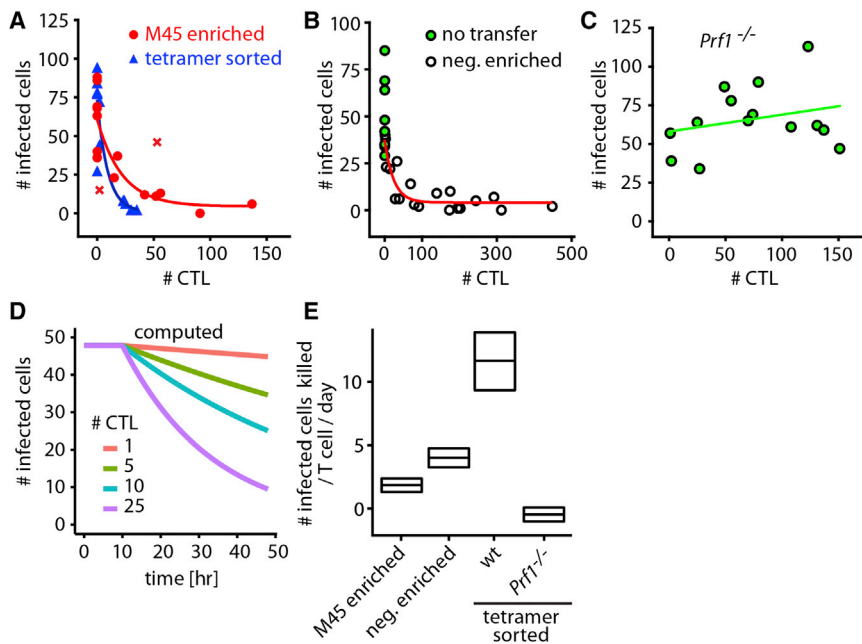 A
# infected cells
125
100
75
50
25
0
M45 enriched
tetramer sorted
0
50
100
150
# CTL
B
# infected cells
100
75
50
25
0
no transfer
neg. enriched
0
100
300
500
# CTL
C
# infected cells
125
100
75
50
25
0
Prf1 -/-
0
50
100
150
# CTL
D
# infected cells
50
40
30
20
10
0
computed
# CTL
1
5
10
25
0
10
20
30
40
50
time [hr]
E
# infected cells killed
/ T cell / day
10
5
0
M45 enriched
neg. enriched
wt
Prf1-/-
tetramer
sorted